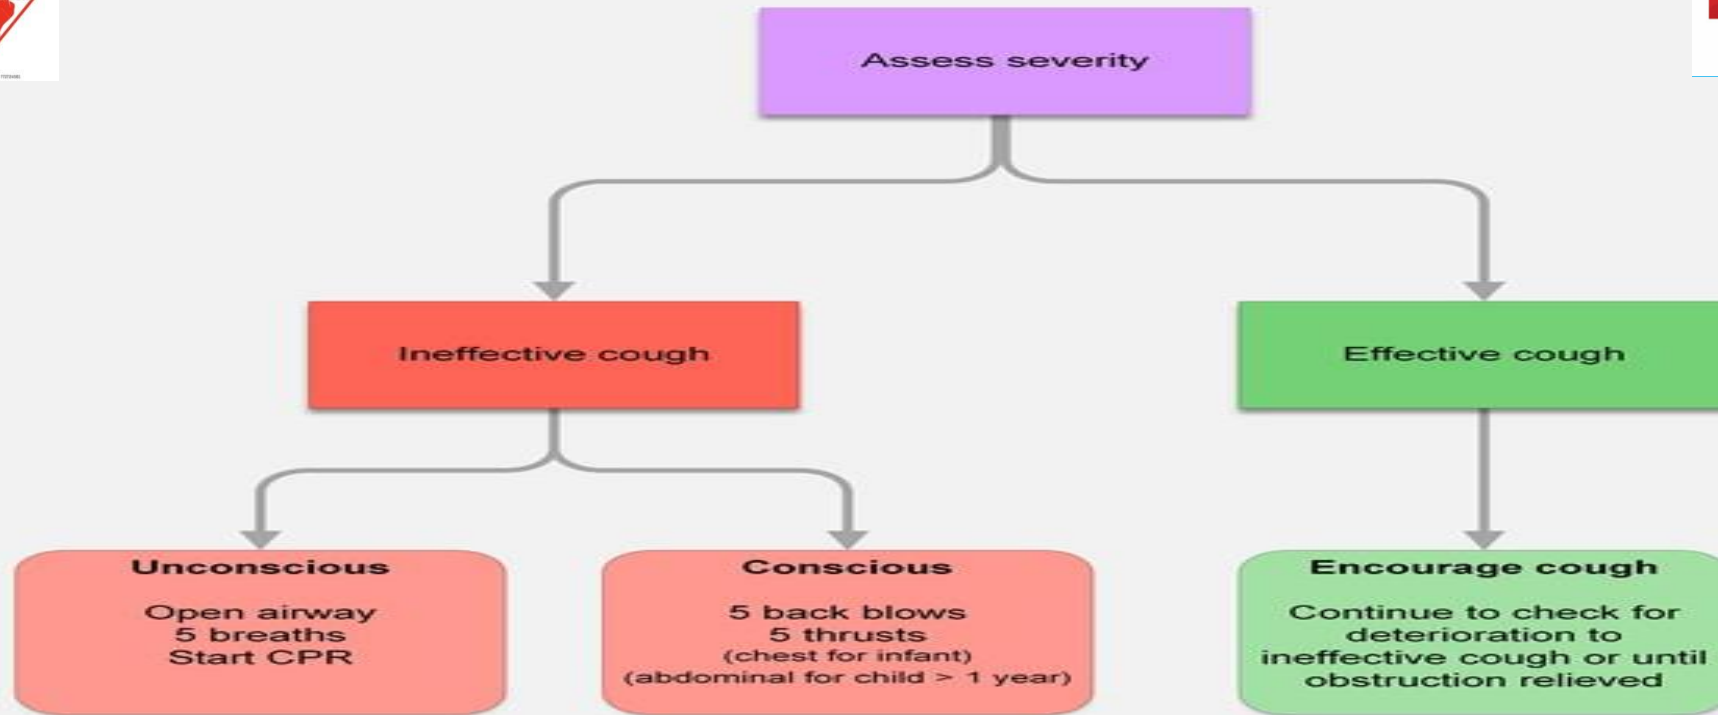 Assess severity
Ineffective cough
Effective cough
Unconscious
Open airway
5 breaths
Start CPR
Conscious
5 back blows
5 thrusts
(chest for infant)
(abdominal for child > 1 year)
Encourage cough
Continue to check for
deterioration to
ineffective cough or until
obstruction relieved